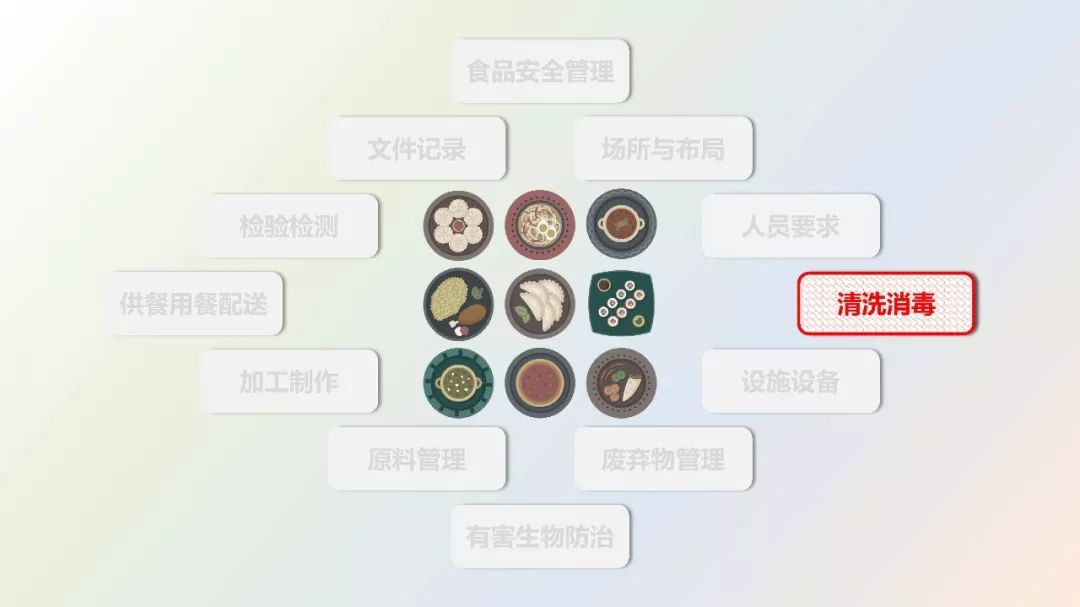 食品安全管理
文件记录
场所与布局
检验检测
人员要求
供餐用餐配送
清洗消毒
加工制作
设施设备
原料管理
废弃物管理
有害生物防治